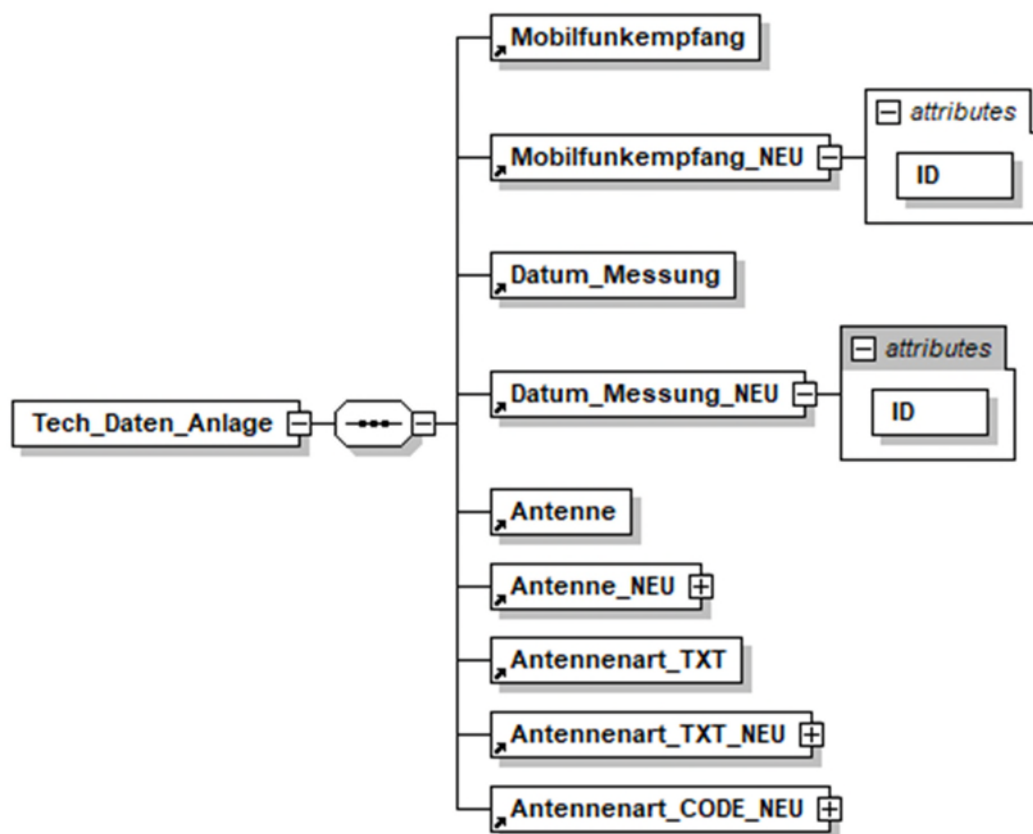 Mobilfunkempfang
attributes
Mobilfunkempfang_NEU
ID
Datum_Messung
attributes
Datum_Messung_NEU
ID
Tech_Daten_Anlage
Antenne
Antenne_NEU
Antennenart_TXT
Antennenart_TXT_NEU
Antennenart_CODE_NEU